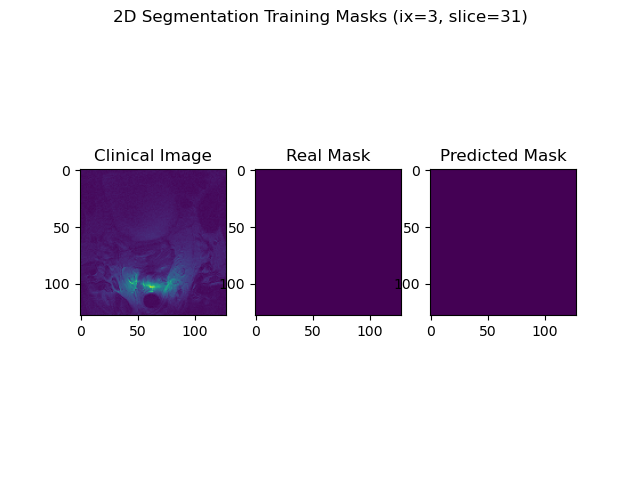 2D Segmentation Training Masks (ix=3, slice=31)
Clinical Image Real Mask Predicted Mask
0 0 0
50 50 50
100 100 100
0 50 100 0 50 100 0 50 100